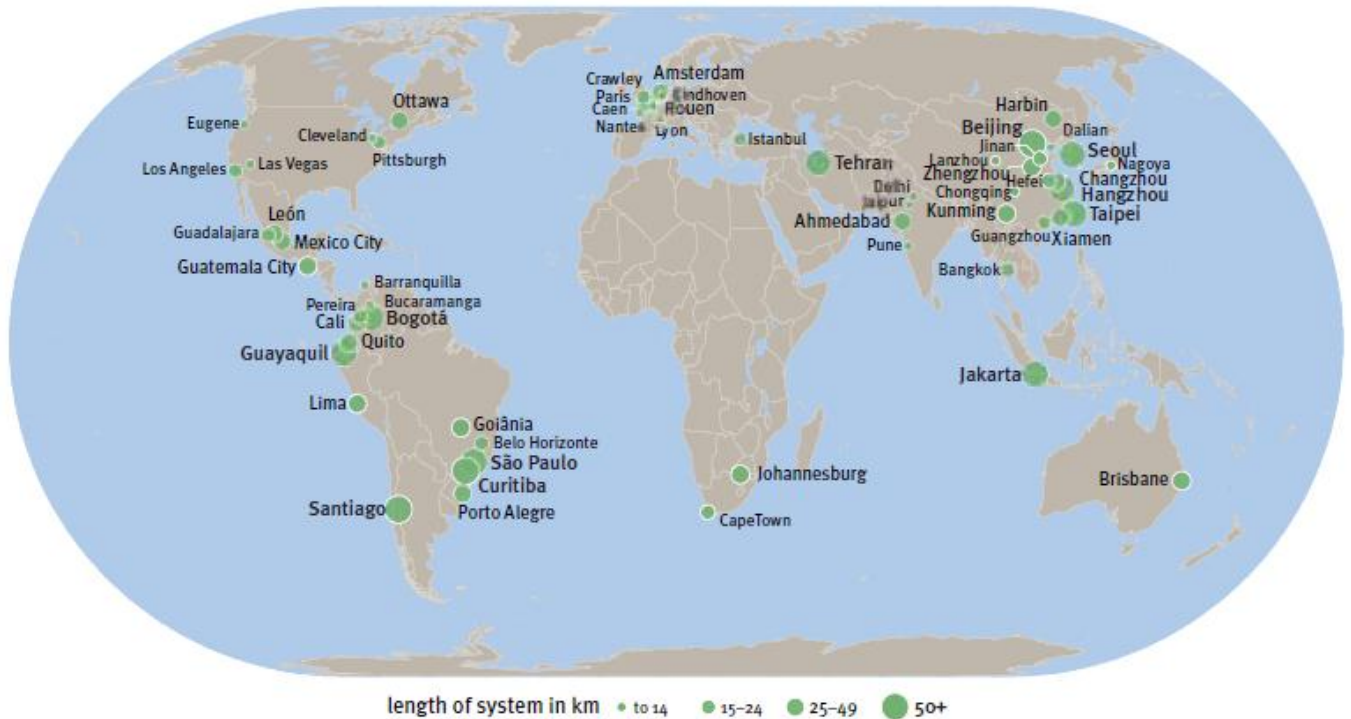 Crawley
Amsterdam
Paris
Eindhoven
Caen
Rouen
Nantes
Lyon
Istanbul
Ottawa
Eugene
Cleveland
Pittsburgh
Las Vegas
Los Angeles
León
Guadalajara
Mexico City
Guatemala City
Barranquilla
Pereira
Bucaramanga
Cali
Bogotá
Quito
Guayaquil
Lima
Goiânia
Belo Horizonte
São Paulo
Curitiba
Porto Alegre
Santiago
Johannesburg
CapeTown
Tehran
Delhi
Jaipur
Ahmedabad
Pune
Harbin
Beijing
Dalian
Jinan
Seoul
Lanzhou
Nagoya
Zhengzhou
Hefei
Changzhou
Chongqing
Hangzhou
Kunming
Taipei
Guangzhou
Xiamen
Bangkok
Jakarta
Brisbane
length of system in km to 14 15–24 25–49 50+